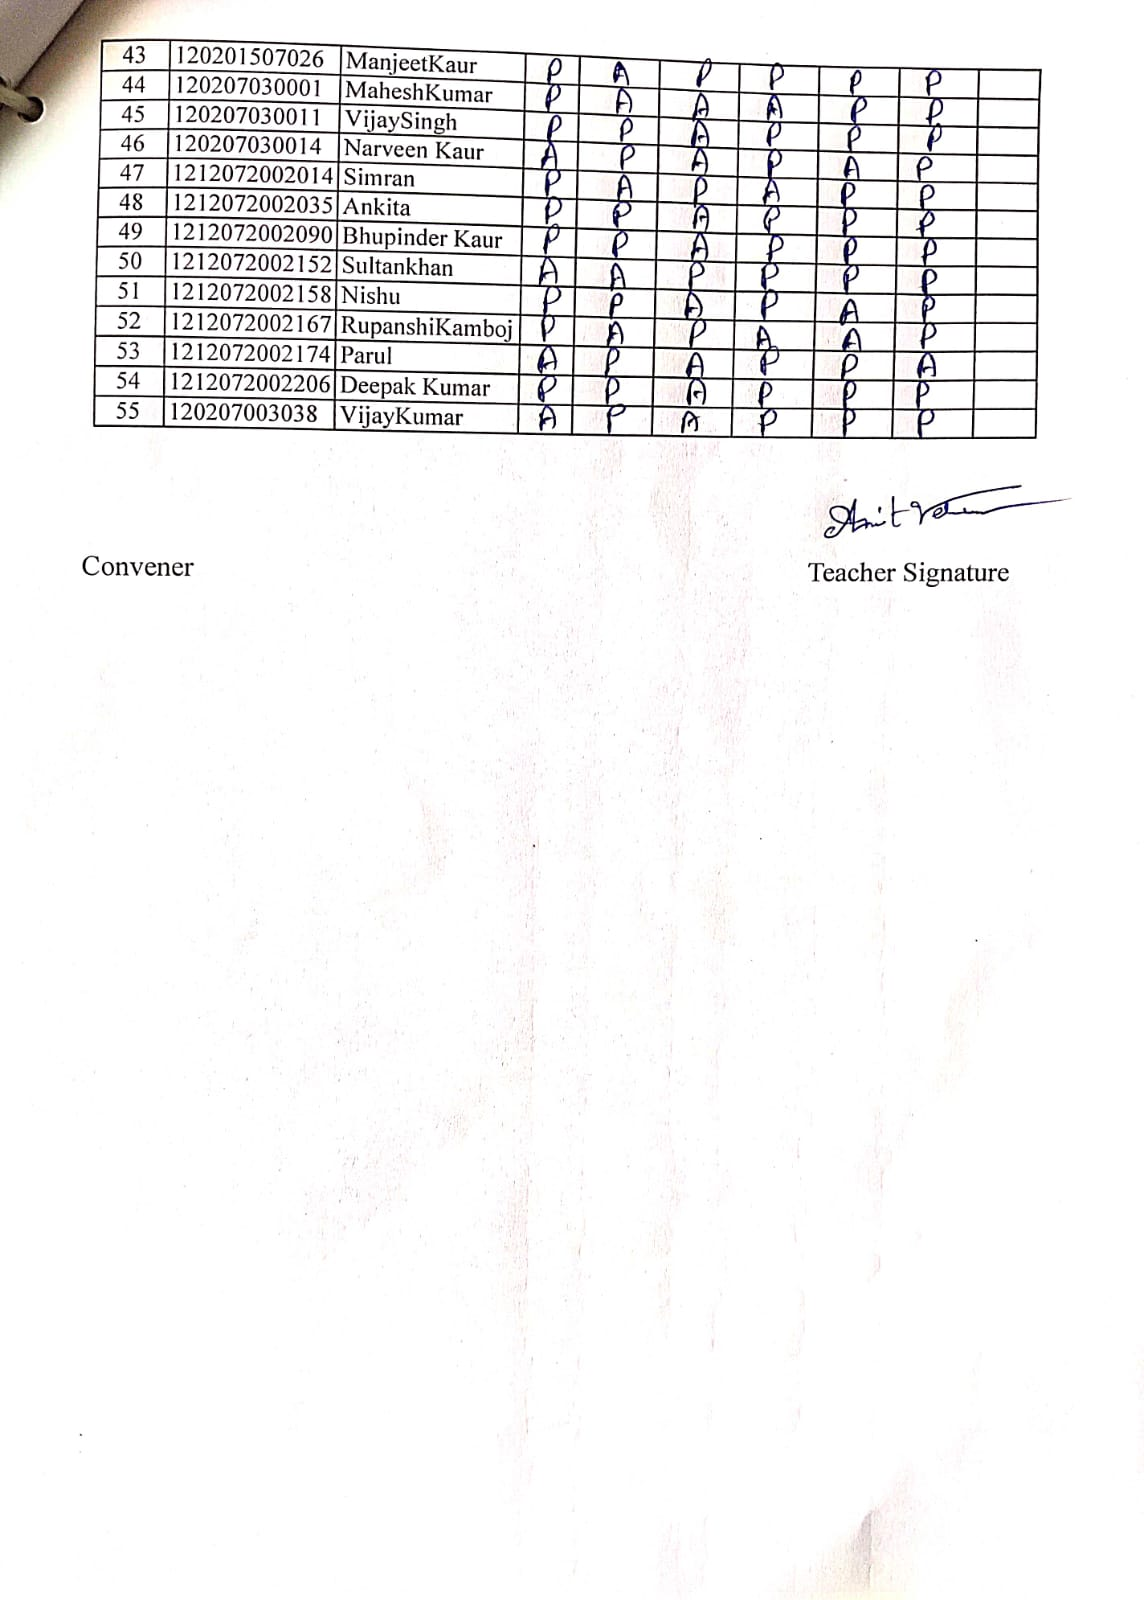 43 120201507026 ManjeetKaur P A P P P P
44 120207030001 MaheshKumar P A A A P P
45 120207030011 VijaySingh P P A P P P
46 120207030014 Narveen Kaur A P A P A P
47 1212072002014 Simran P A P A P P
48 1212072002035 Ankita P P A P P P
49 1212072002090 Bhupinder Kaur P P A P P P
50 1212072002152 Sultankhan A A P P P P
51 1212072002158 Nishu P P A P A P
52 1212072002167 RupanshiKamboj P A P A A P
53 1212072002174 Parul A P A P P A
54 1212072002206 Deepak Kumar P P A P P P
55 120207003038 VijayKumar A P A P P P
Amit
Convener Teacher Signature